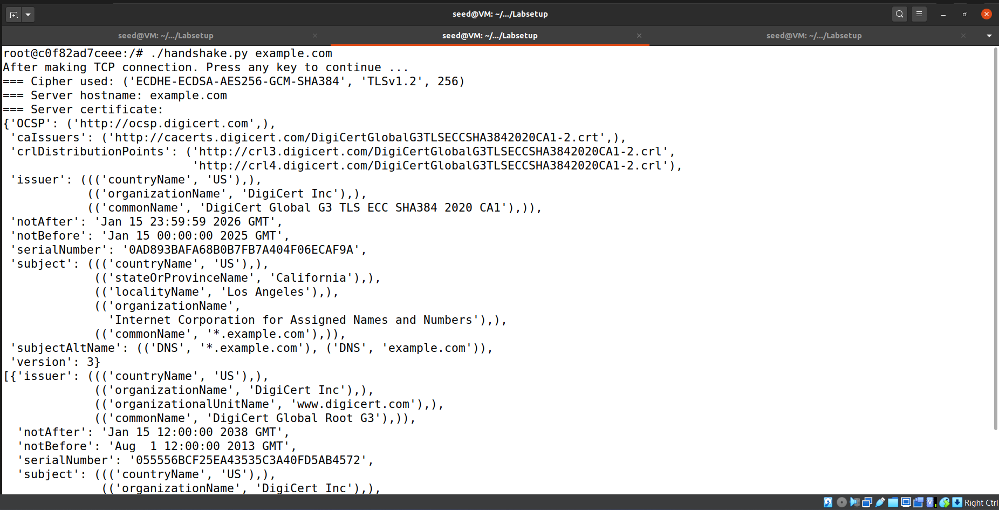 seed@VM: ~/.../Labsetup
seed@VM: ~/.../Labsetup
seed@VM: ~/.../Labsetup
seed@VM: ~/.../Labsetup
root@c0f82ad7ceee:/# ./handshake.py example.com
After making TCP connection. Press any key to continue ...
=== Cipher used: ('ECDHE-ECDSA-AES256-GCM-SHA384', 'TLSv1.2', 256)
=== Server hostname: example.com
=== Server certificate:
{'OCSP': ('http://ocsp.digicert.com',),
 'caIssuers': ('http://cacerts.digicert.com/DigiCertGlobalG3TLSECCSHA3842020CA1-2.crt',),
 'crlDistributionPoints': ('http://crl3.digicert.com/DigiCertGlobalG3TLSECCSHA3842020CA1-2.crl',
                           'http://crl4.digicert.com/DigiCertGlobalG3TLSECCSHA3842020CA1-2.crl'),
 'issuer': ((('countryName', 'US'),),
            (('organizationName', 'DigiCert Inc'),),
            (('commonName', 'DigiCert Global G3 TLS ECC SHA384 2020 CA1'),)),
 'notAfter': 'Jan 15 23:59:59 2026 GMT',
 'notBefore': 'Jan 15 00:00:00 2025 GMT',
 'serialNumber': '0AD893BAFA68B0B7FB7A404F06ECAF9A',
 'subject': ((('countryName', 'US'),),
             (('stateOrProvinceName', 'California'),),
             (('localityName', 'Los Angeles'),),
             (('organizationName',
               'Internet Corporation for Assigned Names and Numbers'),),
             (('commonName', '*.example.com'),)),
 'subjectAltName': (('DNS', '*.example.com'), ('DNS', 'example.com')),
 'version': 3}
[{'issuer': ((('countryName', 'US'),),
             (('organizationName', 'DigiCert Inc'),),
             (('organizationalUnitName', 'www.digicert.com'),),
             (('commonName', 'DigiCert Global Root G3'),)),
  'notAfter': 'Jan 15 12:00:00 2038 GMT',
  'notBefore': 'Aug  1 12:00:00 2013 GMT',
  'serialNumber': '055556BCF25EA43535C3A40FD5AB4572',
  'subject': ((('countryName', 'US'),),
              (('organizationName', 'DigiCert Inc'),),
Right Ctrl